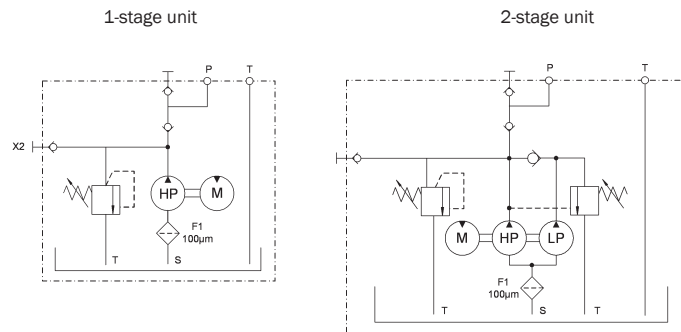 1-stage unit
2-stage unit
P T
X2
HP M
F1
100µm
T S
P T
M HP LP
F1
100µm
T S T